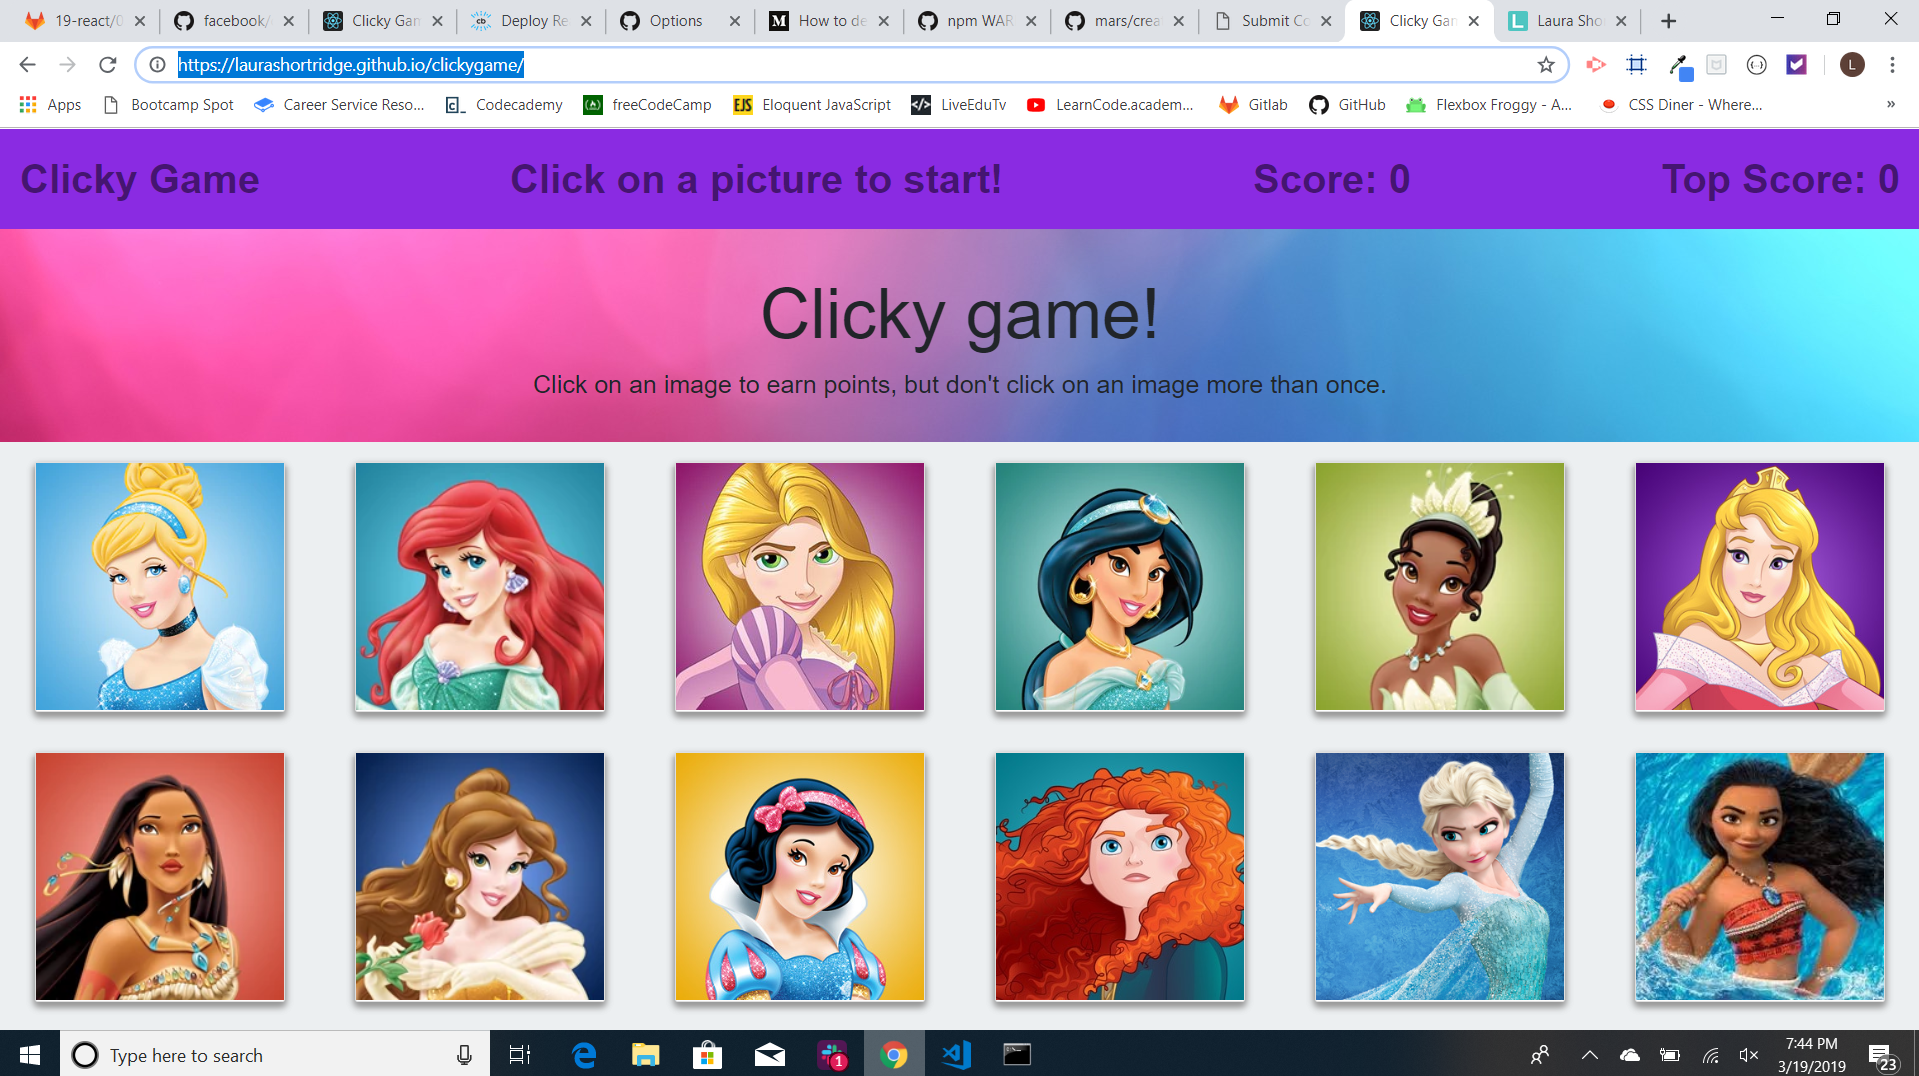 19-react/0
facebook/
Clicky Gam
Deploy Re
Options
How to de
npm WAR
mars/crea
Submit Co
Clicky Gam
Laura Sho
https://laurashortridge.github.io/clickygame/
L
Apps
Bootcamp Spot
Career Service Reso...
Codecademy
freeCodeCamp
Eloquent JavaScript
LiveEduTv
LearnCode.academ...
Gitlab
GitHub
Flexbox Froggy - A...
CSS Diner - Where...
»
Clicky Game
Click on a picture to start!
Score: 0
Top Score: 0
Clicky game!
Click on an image to earn points, but don't click on an image more than once.
Type here to search
1
7:44 PM
3/19/2019
23